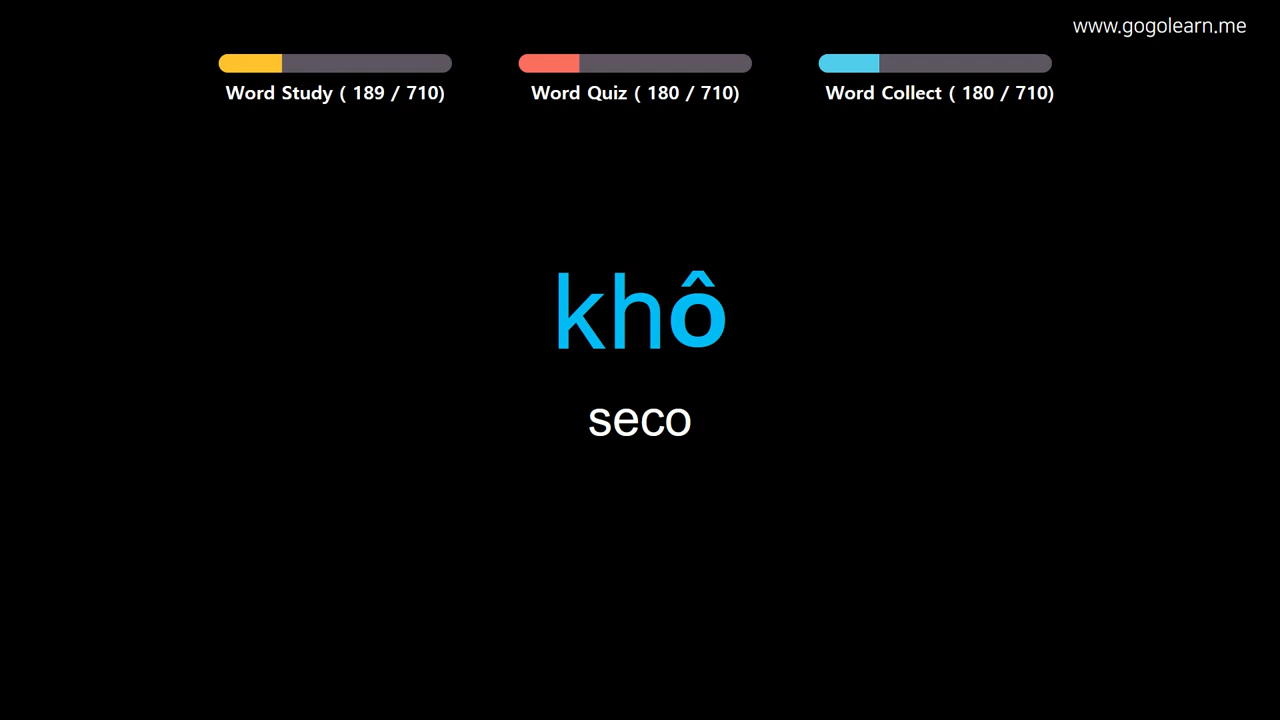 www.gogolearn.me
Word Study ( 189 / 710)
Word Quiz ( 180 / 710)
Word Collect ( 180 / 710)
khô
seco